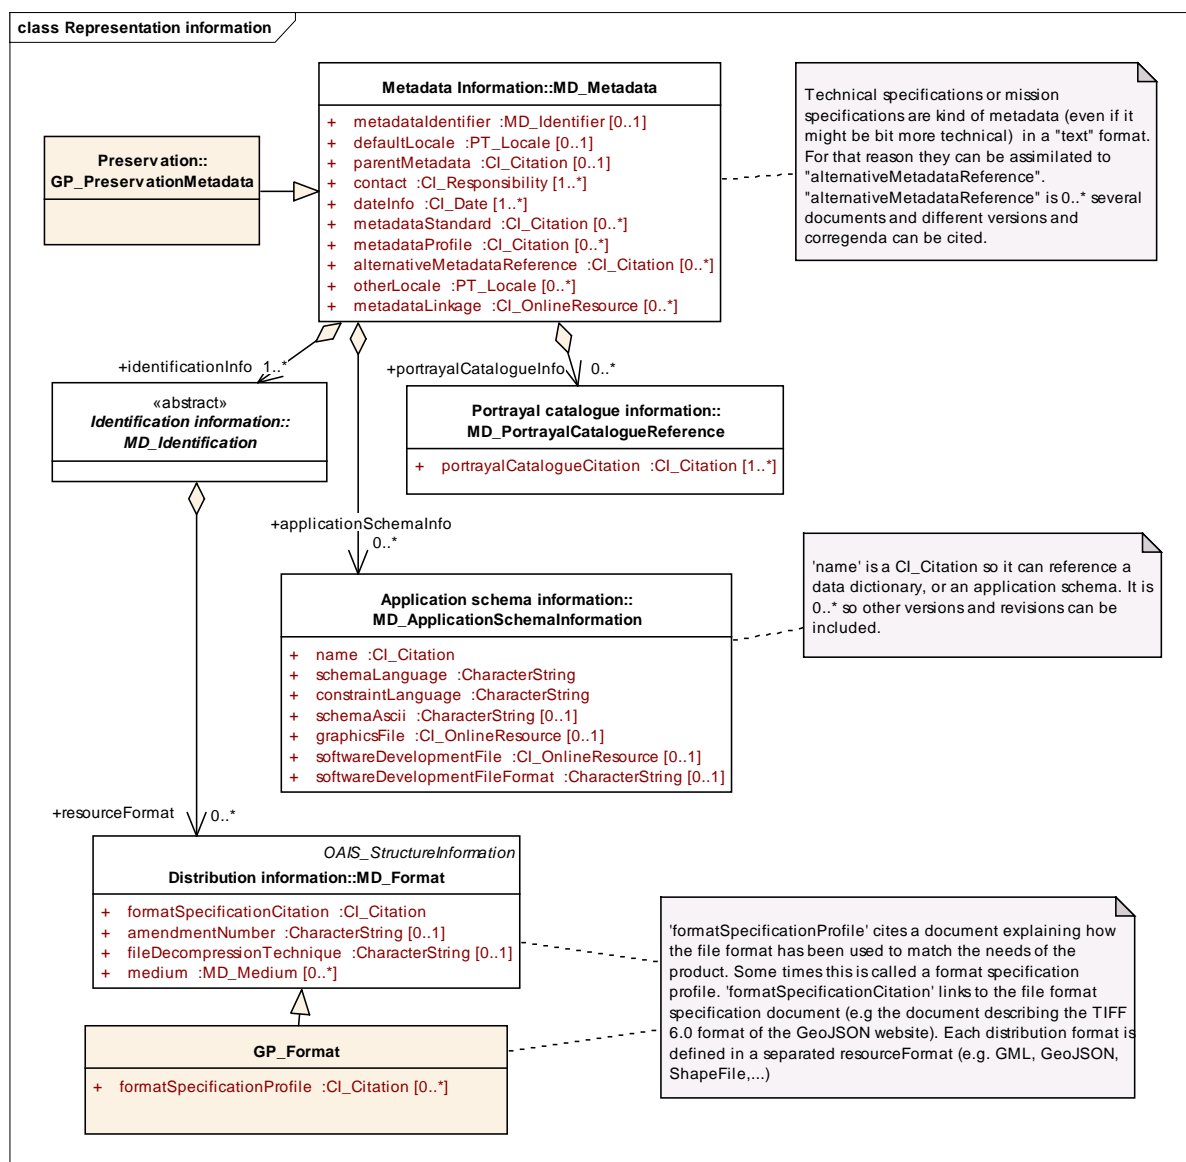 class Representation information
Metadata Information::MD_Metadata
+ metadataIdentifier :MD_Identifier [0..1]
+ defaultLocale :PT_Locale [0..1]
+ parentMetadata :CI_Citation [0..1]
+ contact :CI_Responsibility [1..*]
+ dateInfo :CI_Date [1..*]
+ metadataStandard :CI_Citation [0..*]
+ metadataProfile :CI_Citation [0..*]
+ alternativeMetadataReference :CI_Citation [0..*]
+ otherLocale :PT_Locale [0..*]
+ metadataLinkage :CI_OnlineResource [0..*]
Technical specifications or mission
specifications are kind of metadata (even if it
might be bit more technical) in a "text" format.
For that reason they can be assimilated to
"alternativeMetadataReference".
"alternativeMetadataReference" is 0..* several
documents and different versions and
corregenda can be cited.
Preservation::
GP_PreservationMetadata
+identificationInfo 1..*
+portrayalCatalogueInfo 0..*
«abstract»
Identification information::
MD_Identification
Portrayal catalogue information::
MD_PortrayalCatalogueReference
+ portrayalCatalogueCitation :CI_Citation [1..*]
+applicationSchemaInfo
0..*
Application schema information::
MD_ApplicationSchemaInformation
+ name :CI_Citation
+ schemaLanguage :CharacterString
+ constraintLanguage :CharacterString
+ schemaAscii :CharacterString [0..1]
+ graphicsFile :CI_OnlineResource [0..1]
+ softwareDevelopmentFile :CI_OnlineResource [0..1]
+ softwareDevelopmentFileFormat :CharacterString [0..1]
'name' is a CI_Citation so it can reference a
data dictionary, or an application schema. It is
0..* so other versions and revisions can be
included.
+resourceFormat 0..*
OAIS_StructureInformation
Distribution information::MD_Format
+ formatSpecificationCitation :CI_Citation
+ amendmentNumber :CharacterString [0..1]
+ fileDecompressionTechnique :CharacterString [0..1]
+ medium :MD_Medium [0..*]
GP_Format
+ formatSpecificationProfile :CI_Citation [0..*]
'formatSpecificationProfile' cites a document explaining how
the file format has been used to match the needs of the
product. Some times this is called a format specification
profile. 'formatSpecificationCitation' links to the file format
specification document (e.g the document describing the TIFF
6.0 format of the GeoJSON website). Each distribution format is
defined in a separated resourceFormat (e.g. GML, GeoJSON,
ShapeFile,...)